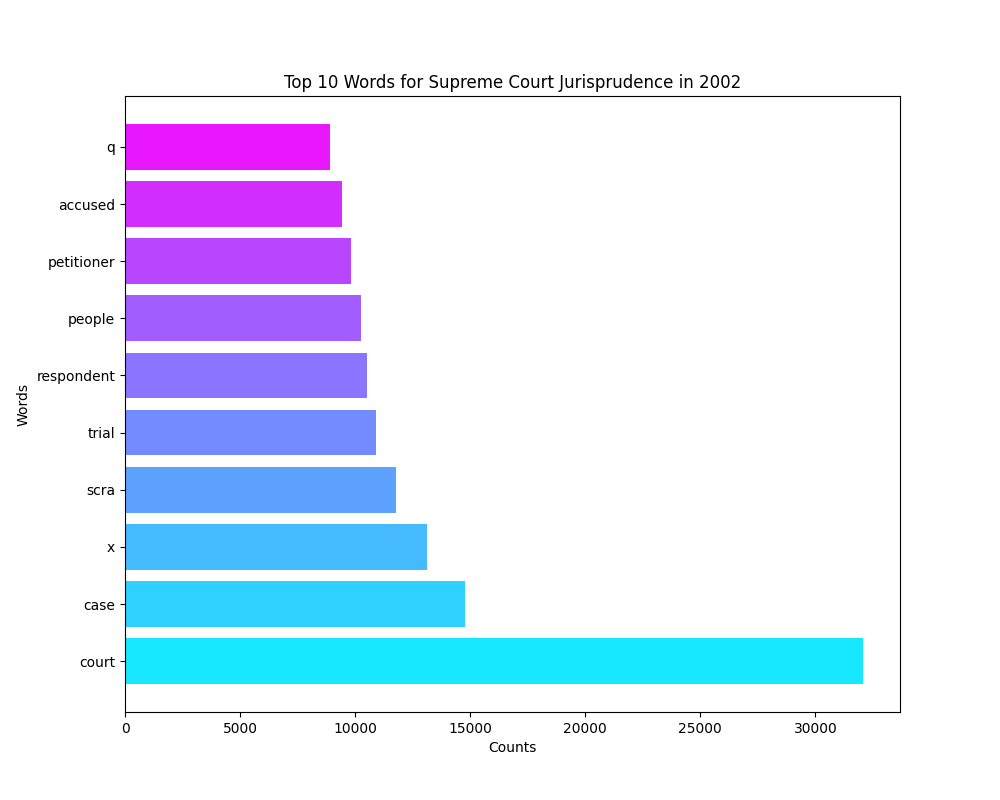 Top 10 Words for Supreme Court Jurisprudence in 2002
q
accused
petitioner
people
respondent
trial
scra
x
case
court
Words
0 5000 10000 15000 20000 25000 30000
Counts